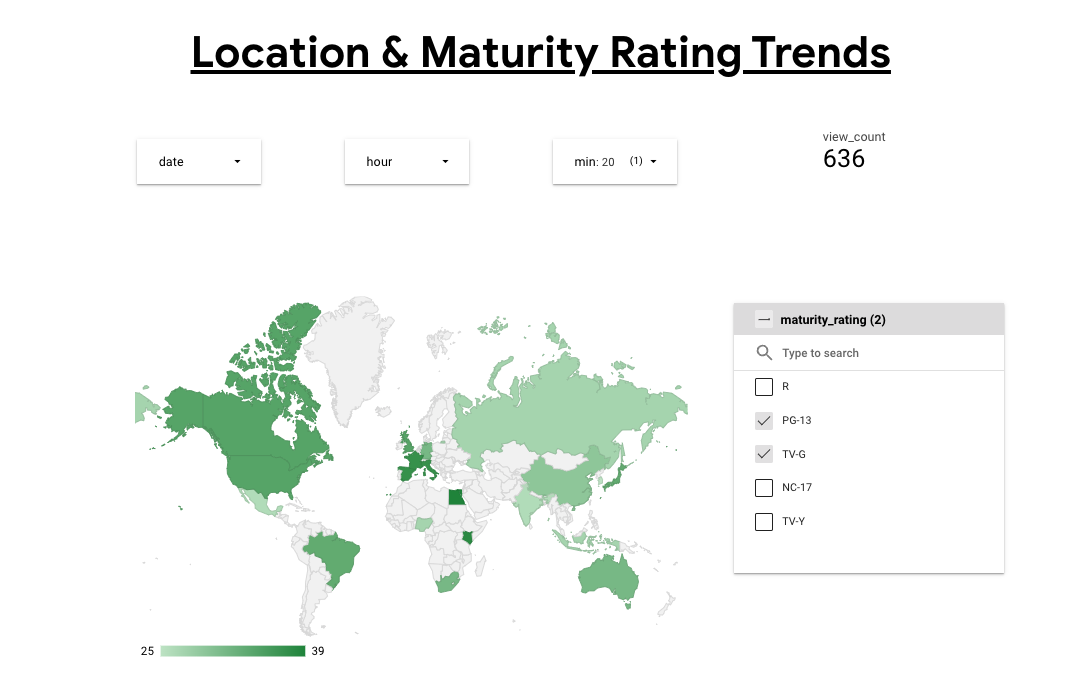 Location & Maturity Rating Trends
date
hour
min: 20 (1)
view_count
636
maturity_rating (2)
Type to search
R
PG-13
TV-G
NC-17
TV-Y
25
39